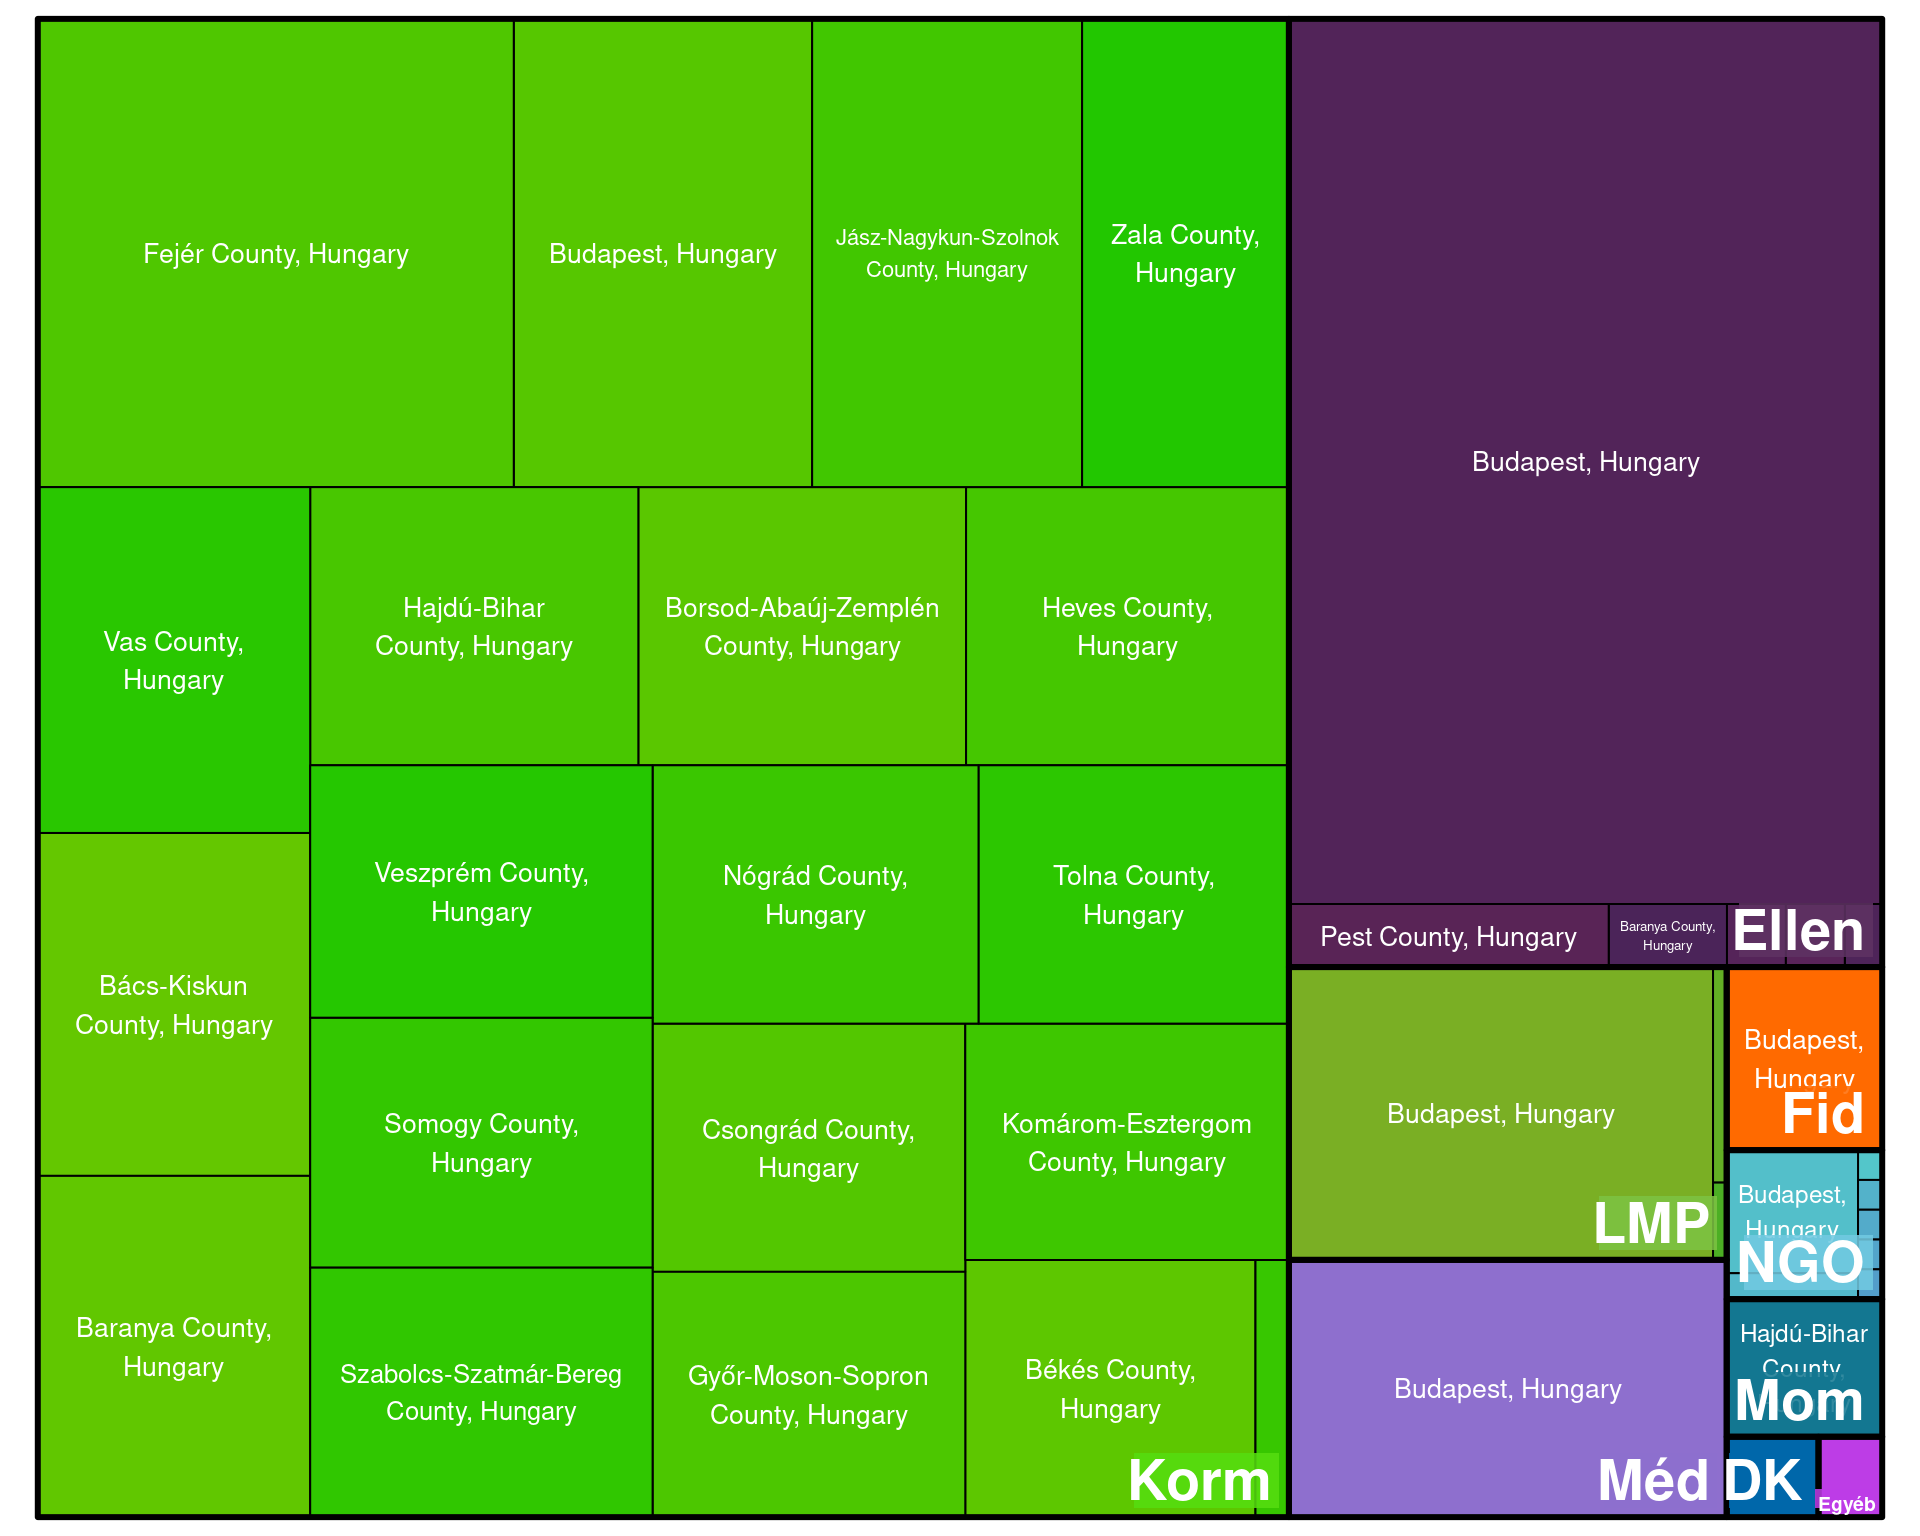 Fejér County, Hungary
Budapest, Hungary
Jász-Nagykun-Szolnok
County, Hungary
Zala County,
Hungary
Vas County,
Hungary
Hajdú-Bihar
County, Hungary
Borsod-Abaúj-Zemplén
County, Hungary
Heves County,
Hungary
Veszprém County,
Hungary
Nógrád County,
Hungary
Tolna County,
Hungary
Bács-Kiskun
County, Hungary
Somogy County,
Hungary
Csongrád County,
Hungary
Komárom-Esztergom
County, Hungary
Baranya County,
Hungary
Szabolcs-Szatmár-Bereg
County, Hungary
Győr-Moson-Sopron
County, Hungary
Békés County,
Hungary
Korm
Budapest, Hungary
Pest County, Hungary
Baranya County,
Hungary
Ellen
Budapest, Hungary
LMP
Budapest, Hungary
Méd
Budapest,
Hungary
Fid
Budapest,
Hungary
NGO
Hajdú-Bihar
County,
Mom
DK
Egyéb